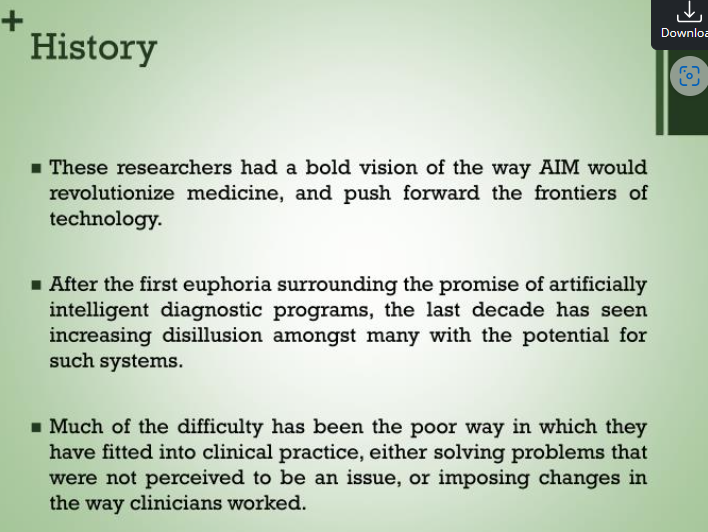 +
History
Downloa
■ These researchers had a bold vision of the way AIM would
revolutionize medicine, and push forward the frontiers of
technology.
■ After the first euphoria surrounding the promise of artificially
intelligent diagnostic programs, the last decade has seen
increasing disillusion amongst many with the potential for
such systems.
■ Much of the difficulty has been the poor way in which they
have fitted into clinical practice, either solving problems that
were not perceived to be an issue, or imposing changes in
the way clinicians worked.